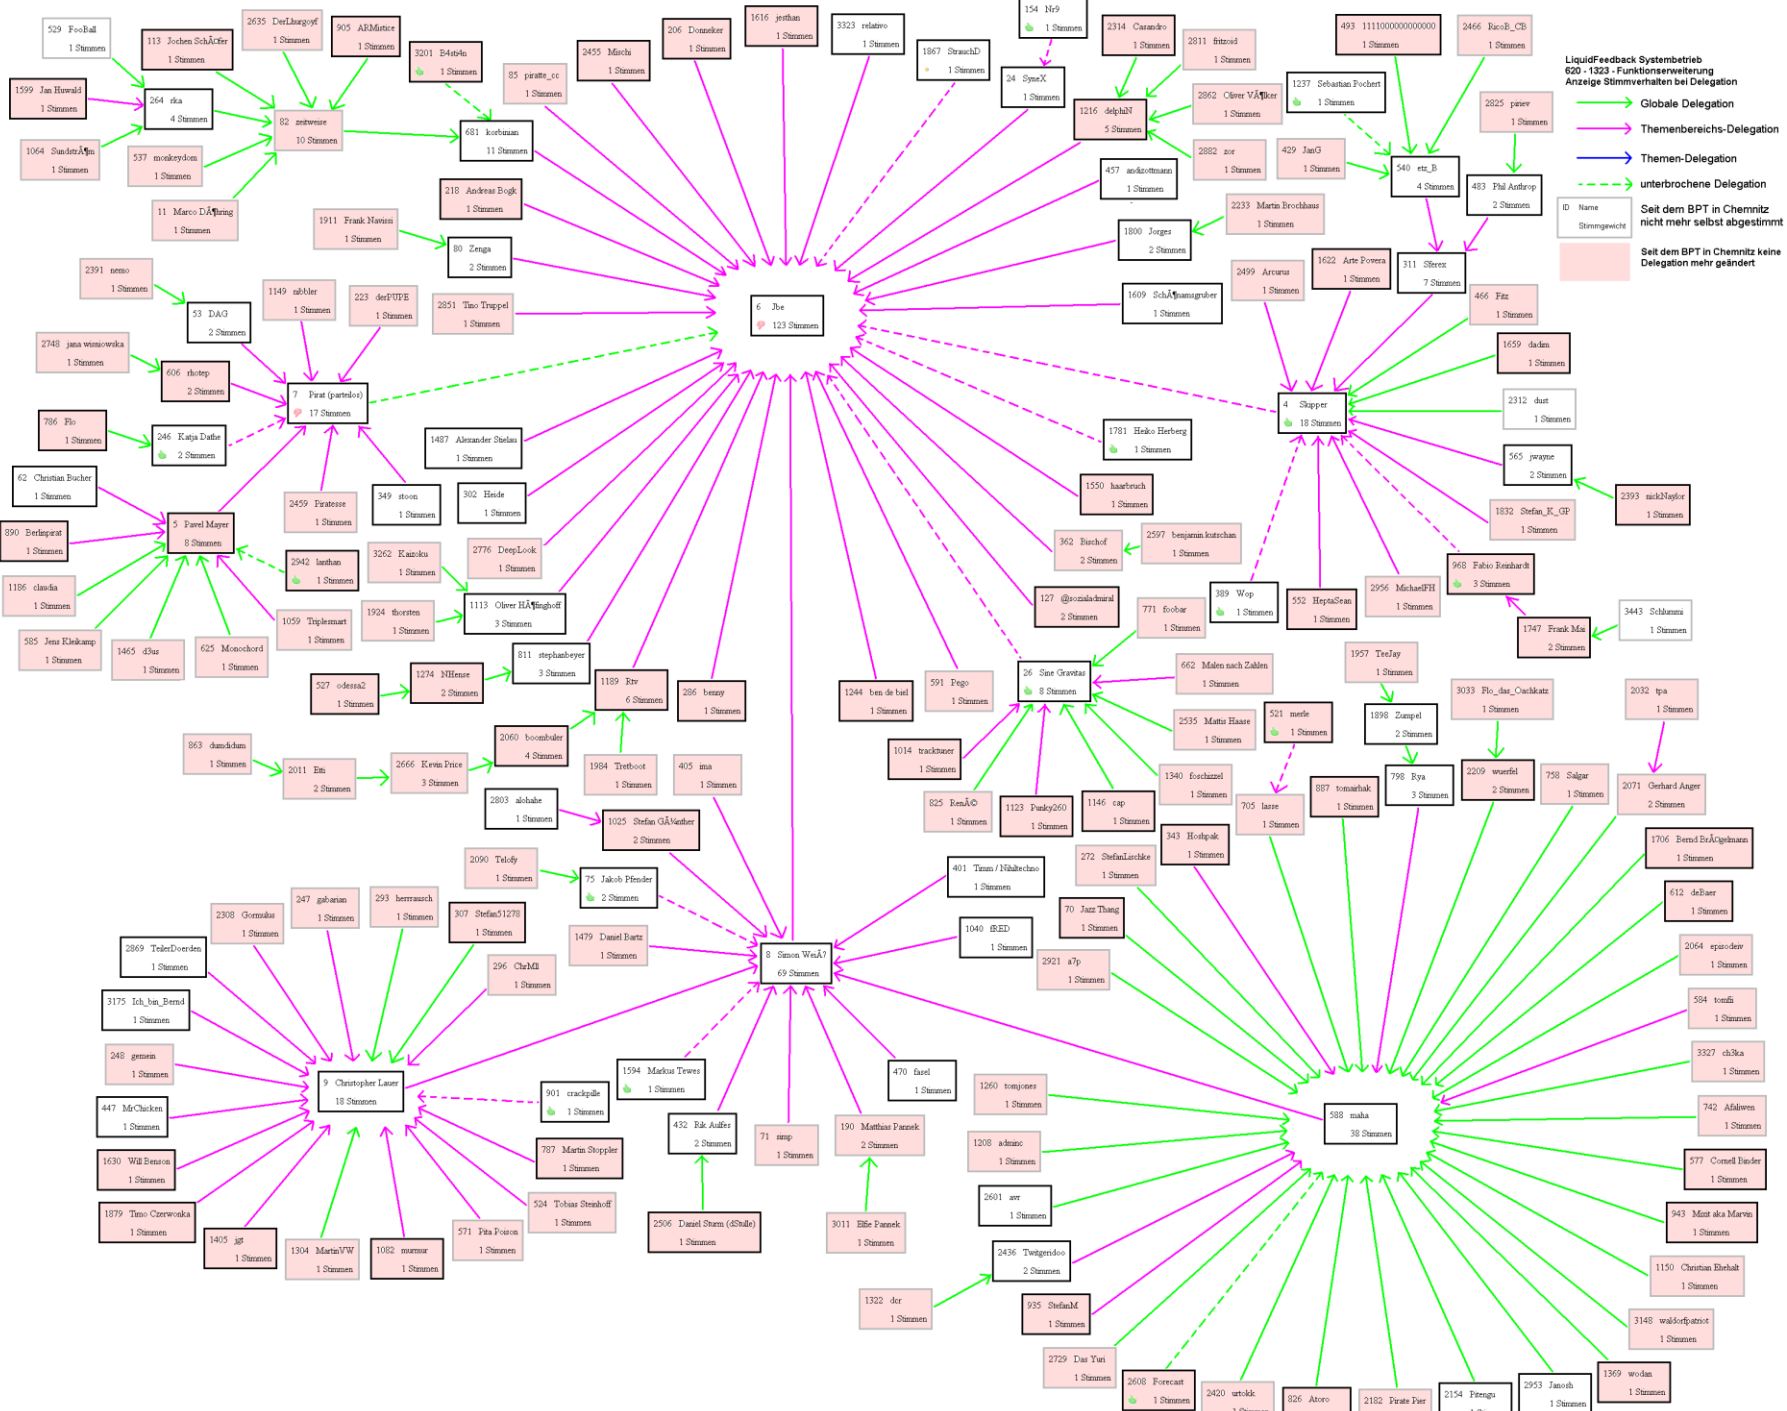 529 FooBall
1 Stimmen
113 Jochen SchÃ¤fer
1 Stimmen
2635 DerLhurgoyf
1 Stimmen
905 ARMistice
1 Stimmen
3201 B4sti4n
1 Stimmen
2455 Mischi
1 Stimmen
206 Donneker
1 Stimmen
1616 jesthan
1 Stimmen
3323 relativo
1 Stimmen
1867 StrauchD
1 Stimmen
154 Nr9
1 Stimmen
2314 Casandro
1 Stimmen
2811 fritzoid
1 Stimmen
493 1111000000000000
1 Stimmen
2466 RicoB_CB
1 Stimmen
LiquidFeedback Systembetrieb
620 - 1323 - Funktionserweiterung
Anzeige Stimmverhalten bei Delegation
Globale Delegation
Themenbereichs-Delegation
Themen-Delegation
unterbrochene Delegation
ID Name
Stimmgewicht
Seit dem BPT in Chemnitz
nicht mehr selbst abgestimmt
Seit dem BPT in Chemnitz keine
Delegation mehr geändert
1599 Jan Huwald
1 Stimmen
264 ska
4 Stimmen
82 zeitweise
10 Stimmen
85 piratte_cc
1 Stimmen
24 SyneX
1 Stimmen
1216 delphiN
5 Stimmen
2862 Oliver VÃ¶lker
1 Stimmen
1237 Sebastian Pochert
1 Stimmen
2825 piriev
1 Stimmen
1064 SundstrÃ¶m
1 Stimmen
537 monkeydom
1 Stimmen
681 korbinian
11 Stimmen
2882 zor
1 Stimmen
429 JanG
1 Stimmen
540 etz_B
4 Stimmen
483 Phil Anthrop
2 Stimmen
11 Marco DÃ¶hring
1 Stimmen
1911 Frank Navissi
1 Stimmen
218 Andreas Bogk
1 Stimmen
457 andizottmann
1 Stimmen
2233 Martin Brochhaus
1 Stimmen
80 Zenga
2 Stimmen
1800 Jorges
2 Stimmen
2391 nemo
1 Stimmen
1149 nibbler
1 Stimmen
223 derPUPE
1 Stimmen
2851 Tino Truppel
1 Stimmen
6 Jbe
123 Stimmen
1609 SchÃ¶namsgruber
1 Stimmen
2499 Arcurus
1 Stimmen
1622 Arte Povera
1 Stimmen
311 Sferex
7 Stimmen
466 Fitz
1 Stimmen
53 DAG
2 Stimmen
2748 jana wisniowska
1 Stimmen
606 rhotep
2 Stimmen
7 Pirat (parteilos)
17 Stimmen
1659 dadim
1 Stimmen
4 Skipper
18 Stimmen
2312 dust
1 Stimmen
786 Flo
1 Stimmen
246 Katja Dathe
2 Stimmen
1487 Alexander Stielau
1 Stimmen
1781 Heiko Herberg
1 Stimmen
565 jwayne
2 Stimmen
2393 nickNaylor
1 Stimmen
62 Christian Bucher
1 Stimmen
2459 Piratesse
1 Stimmen
349 stoon
1 Stimmen
302 Heide
1 Stimmen
1550 haarbruch
1 Stimmen
1832 Stefan_K_GP
1 Stimmen
890 Berlinpirat
1 Stimmen
5 Pavel Mayer
8 Stimmen
2942 lanthan
1 Stimmen
3262 Kaizoku
1 Stimmen
2776 DeepLook
1 Stimmen
362 Bischof
2 Stimmen
2597 benjamin.kutschan
1 Stimmen
968 Fabio Reinhardt
3 Stimmen
1186 claudia
1 Stimmen
1924 thorsten
1 Stimmen
1113 Oliver HÃ¶finghoff
3 Stimmen
127 @sozialadmiral
2 Stimmen
389 Wop
1 Stimmen
552 HeptaSean
1 Stimmen
2956 MichaelFH
1 Stimmen
585 Jens Kleikamp
1 Stimmen
1465 d3us
1 Stimmen
625 Monochord
1 Stimmen
1059 Triplesmart
1 Stimmen
771 foobar
1 Stimmen
1747 Frank Mai
2 Stimmen
3443 Schlummi
1 Stimmen
527 odessa2
1 Stimmen
1274 NHense
2 Stimmen
811 stephanbeyer
3 Stimmen
1189 Rtv
6 Stimmen
286 benny
1 Stimmen
1244 ben de biel
1 Stimmen
591 Pego
1 Stimmen
26 Sine Gravitas
8 Stimmen
662 Malen nach Zahlen
1 Stimmen
1957 TeeJay
1 Stimmen
3033 Flo_das_Oachkatz
1 Stimmen
2032 tpa
1 Stimmen
2535 Mattis Haase
1 Stimmen
521 merle
1 Stimmen
1898 Zumpel
2 Stimmen
863 dumdidum
1 Stimmen
2011 Etti
2 Stimmen
2666 Kevin Price
3 Stimmen
2060 boombuler
4 Stimmen
1984 Tretboot
1 Stimmen
405 ima
1 Stimmen
1014 tracktuner
1 Stimmen
1340 foschizzel
1 Stimmen
825 RenÃ©
1 Stimmen
1123 Punky260
1 Stimmen
1146 cap
1 Stimmen
705 lasse
1 Stimmen
887 tomairhak
1 Stimmen
798 Rya
3 Stimmen
2209 wuerfel
2 Stimmen
758 Salgar
1 Stimmen
2071 Gerhard Anger
2 Stimmen
2803 alohahe
1 Stimmen
1025 Stefan GÃ¼nther
2 Stimmen
343 Hoshpak
1 Stimmen
1706 Bernd BrÃ¼gelmann
1 Stimmen
2090 Telofy
1 Stimmen
75 Jakob Pfender
2 Stimmen
401 Timm / Nihiltechno
1 Stimmen
272 StefanLischke
1 Stimmen
612 deBaer
1 Stimmen
2308 Gormulus
1 Stimmen
247 gabarian
1 Stimmen
293 herrrausch
1 Stimmen
307 Stefan51278
1 Stimmen
70 Jazz Thang
1 Stimmen
2869 TeilerDoerden
1 Stimmen
1479 Daniel Bartz
1 Stimmen
1040 fRED
1 Stimmen
2064 episodeiv
1 Stimmen
296 ChrMll
1 Stimmen
8 Simon WeiÃ?
69 Stimmen
2921 a7p
1 Stimmen
3175 Ich_bin_Bernd
1 Stimmen
584 tomfii
1 Stimmen
248 gemein
1 Stimmen
9 Christopher Lauer
18 Stimmen
901 crackpille
1 Stimmen
1594 Markus Tewes
1 Stimmen
470 fasel
1 Stimmen
1260 tomjones
1 Stimmen
588 maha
38 Stimmen
3327 ch3ka
1 Stimmen
447 MrChicken
1 Stimmen
432 Rik Aulfes
2 Stimmen
71 simp
1 Stimmen
190 Matthias Pannek
2 Stimmen
742 Afaliwen
1 Stimmen
1630 Will Benson
1 Stimmen
787 Martin Stoppler
1 Stimmen
1208 adminc
1 Stimmen
577 Cornell Binder
1 Stimmen
1879 Timo Czerwonka
1 Stimmen
524 Tobias Steinhoff
1 Stimmen
2601 avr
1 Stimmen
943 Mixit aka Marvin
1 Stimmen
1405 jgt
1 Stimmen
1304 MartinVW
1 Stimmen
1082 murmur
1 Stimmen
571 Pita Poison
1 Stimmen
2506 Daniel Sturm (dStulle)
1 Stimmen
3011 Elfie Pannek
1 Stimmen
2436 Twitgeridoo
2 Stimmen
1150 Christian Ehehalt
1 Stimmen
1322 dcr
1 Stimmen
935 StefanM
1 Stimmen
3148 waldorfpatriot
1 Stimmen
2729 Das Yuri
1 Stimmen
2608 Forecast
1 Stimmen
2420 urtokk
826 Atoro
2182 Pirate Pier
2154 Pitengu
2953 Janosh
1 Stimmen
1369 wodan
1 Stimmen